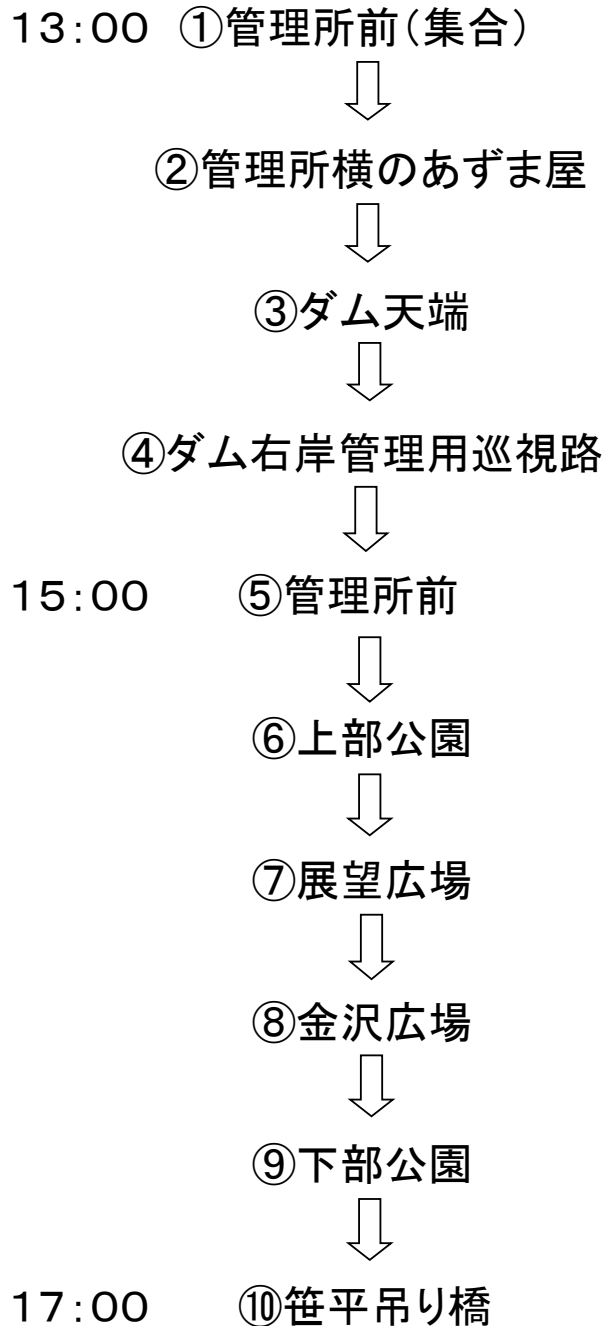 13:00 ①管理所前(集合)
②管理所横のあずま屋
③ダム天端
④ダム右岸管理用巡視路
15:00 ⑤管理所前
⑥上部公園
⑦展望広場
⑧金沢広場
⑨下部公園
17:00 ⑩笹平吊り橋